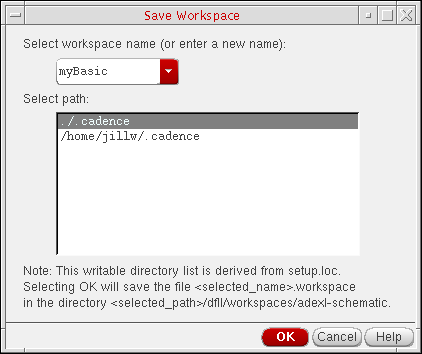 Save Workspace
Select workspace name (or enter a new name):
myBasic
Select path:
./.cadence
/home/jillw/.cadence
Note: This writable directory list is derived from setup.loc.
Selecting OK will save the file <selected_name>.workspace
in the directory <selected_path>/dfII/workspaces/adexl-schematic.
OK Cancel Help